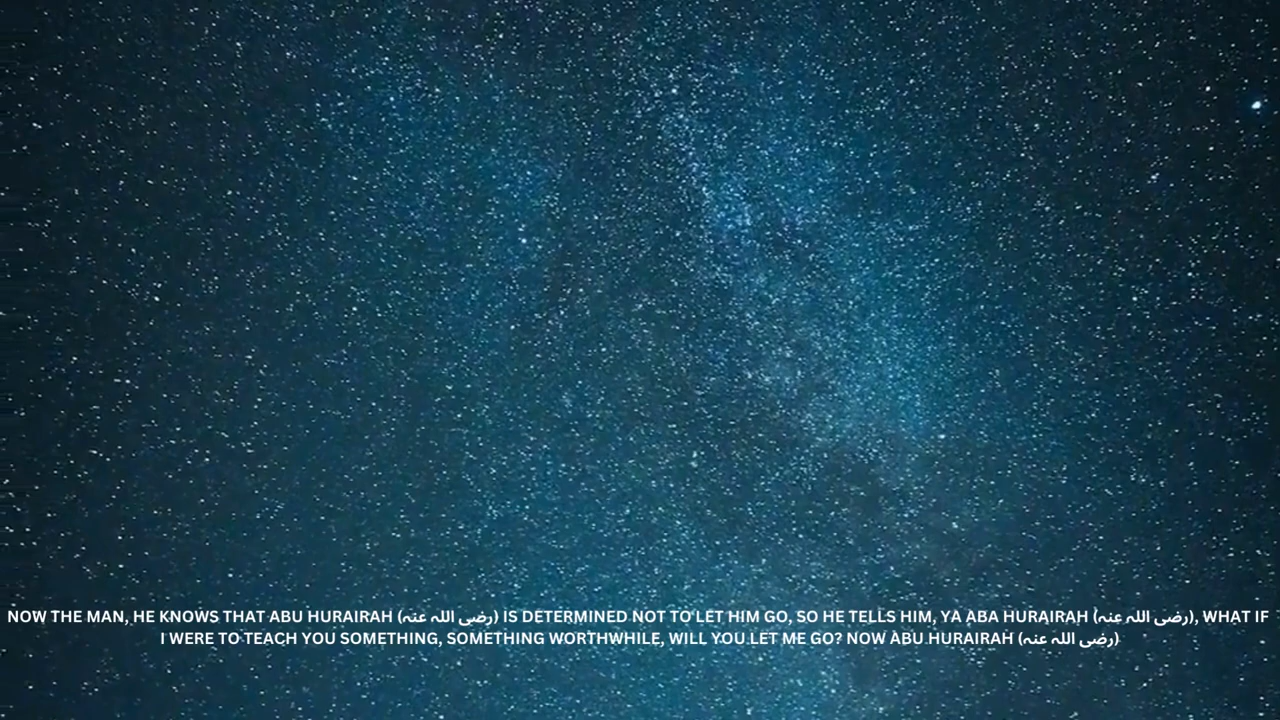 NOW THE MAN, HE KNOWS THAT ABU HURAIRAH (رضی اللہ عنہ) IS DETERMINED NOT TO LET HIM GO, SO HE TELLS HIM, YA ABA HURAIRAH (رضی اللہ عنہ), WHAT IF
I WERE TO TEACH YOU SOMETHING, SOMETHING WORTHWHILE, WILL YOU LET ME GO? NOW ABU HURAIRAH (رضی اللہ عنہ)